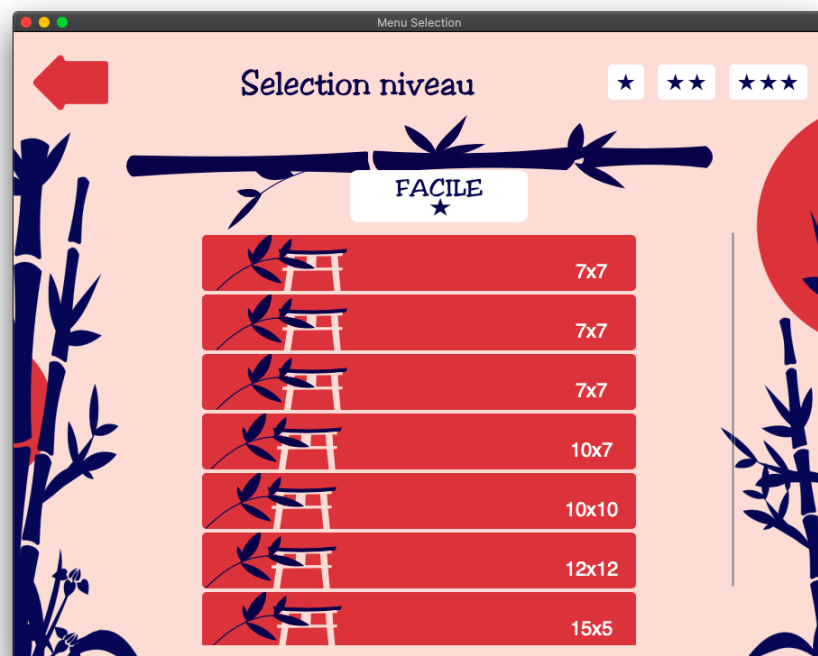 Menu Selection
Selection niveau
FACILE
7x7
7x7
7x7
10x7
10x10
12x12
15x5